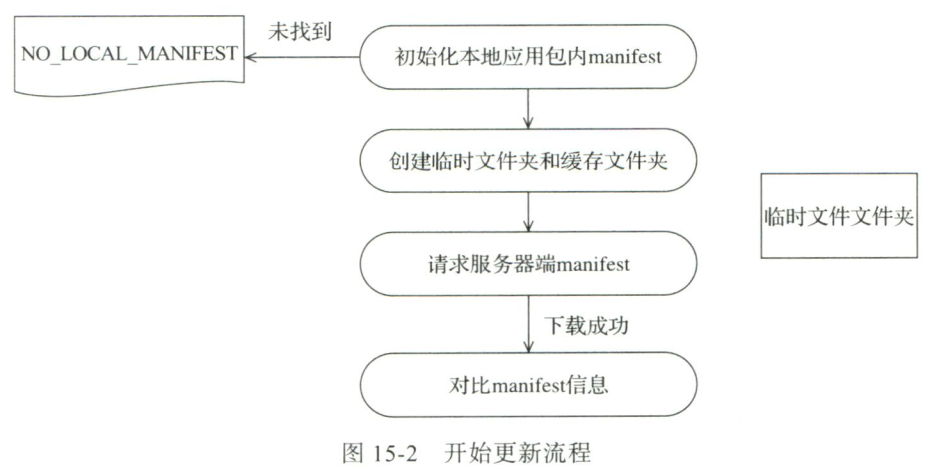 未找到
NO_LOCAL_MANIFEST
初始化本地应用包内manifest
创建临时文件夹和缓存文件夹
临时文件文件夹
请求服务器端manifest
下载成功
对比manifest信息
图 15-2 开始更新流程